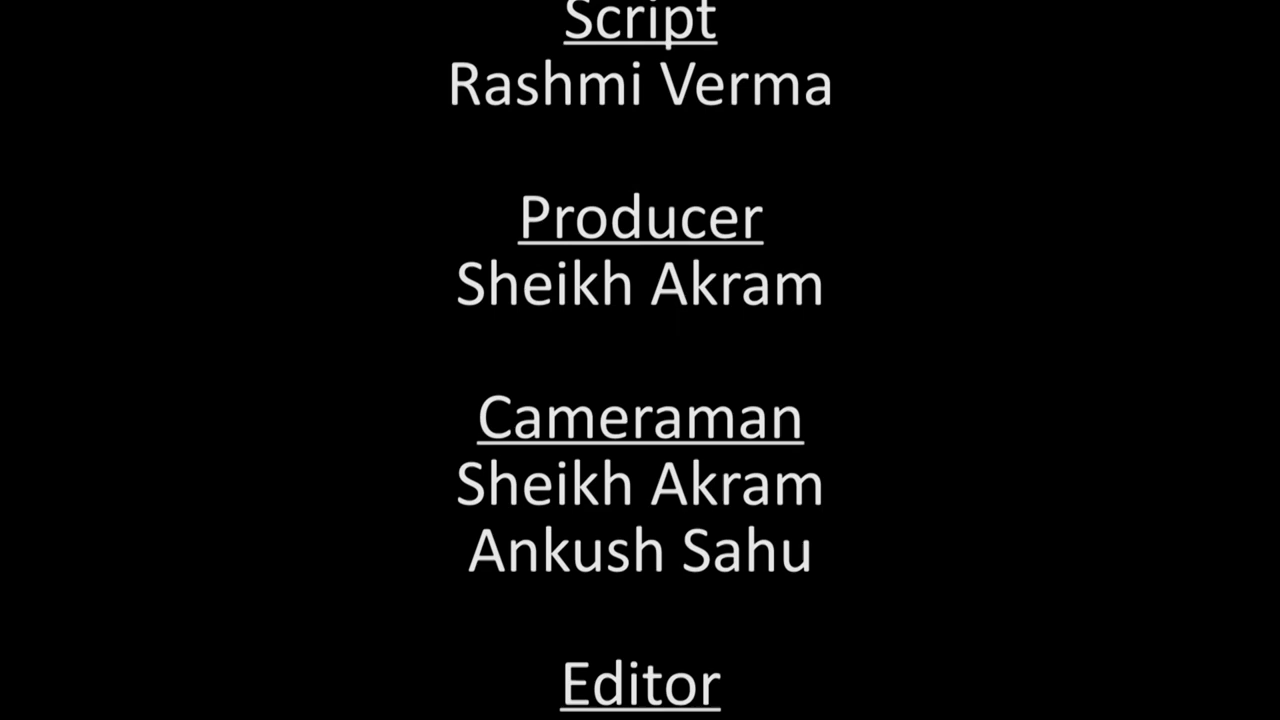 Script
Rashmi Verma
Producer
Sheikh Akram
Cameraman
Sheikh Akram
Ankush Sahu
Editor